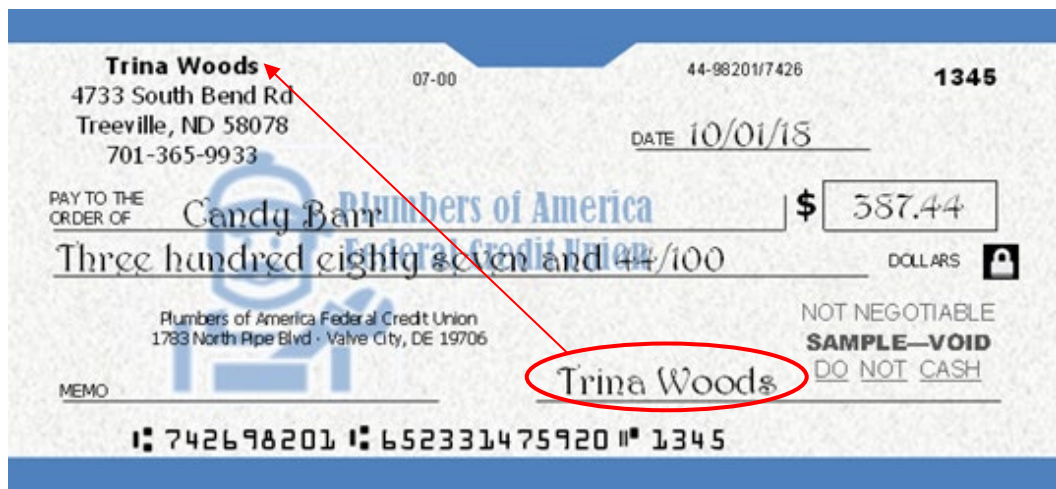 Trina Woods
4733 South Bend Rd
Treeville, ND 58078
701-365-9933
07-00
44-98201/7426
1345
DATE 10/01/18
PAY TO THE
ORDER OF Candy Barr
$ 387.44
Plumbers of America
Federal Credit Union
Three hundred eighty seven and 44/100 DOLLARS
Plumbers of America Federal Credit Union
1783 North Pipe Blvd · Valve City, DE 19706
NOT NEGOTIABLE
SAMPLE—VOID
DO NOT CASH
MEMO
Trina Woods
⑆ 742698201 ⑆ 652331475920 ⑈ 1345